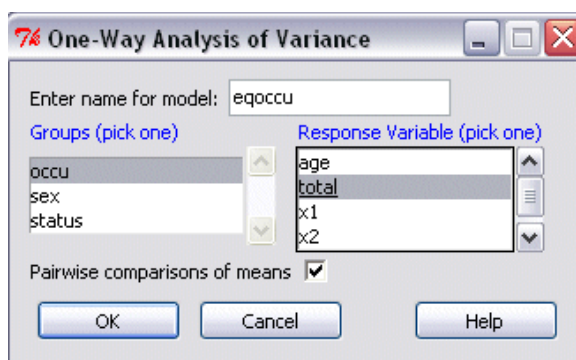 One-Way Analysis of Variance
Enter name for model: eqoccu
Groups (pick one)
occu
sex
status
Response Variable (pick one)
age
total
x1
x2
Pairwise comparisons of means
OK Cancel Help